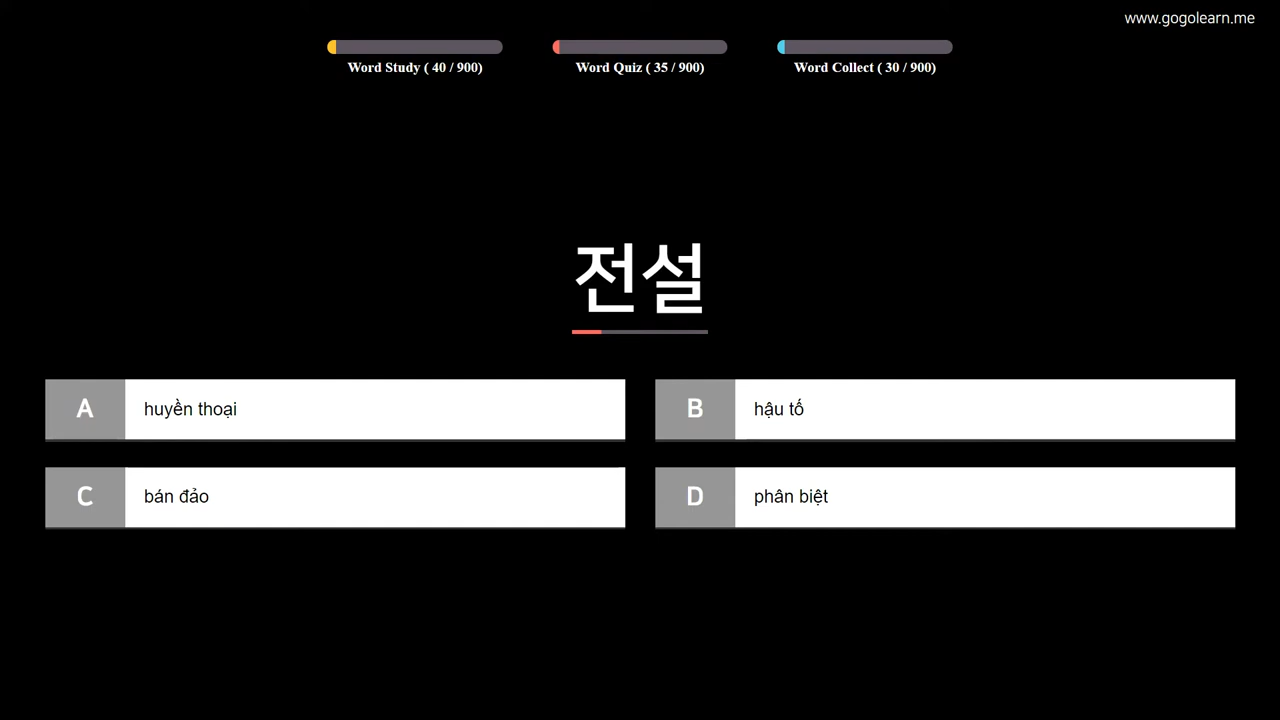 www.gogolearn.me
Word Study ( 40 / 900)
Word Quiz ( 35 / 900)
Word Collect ( 30 / 900)
전설
A huyền thoại
B hậu tố
C bán đảo
D phân biệt